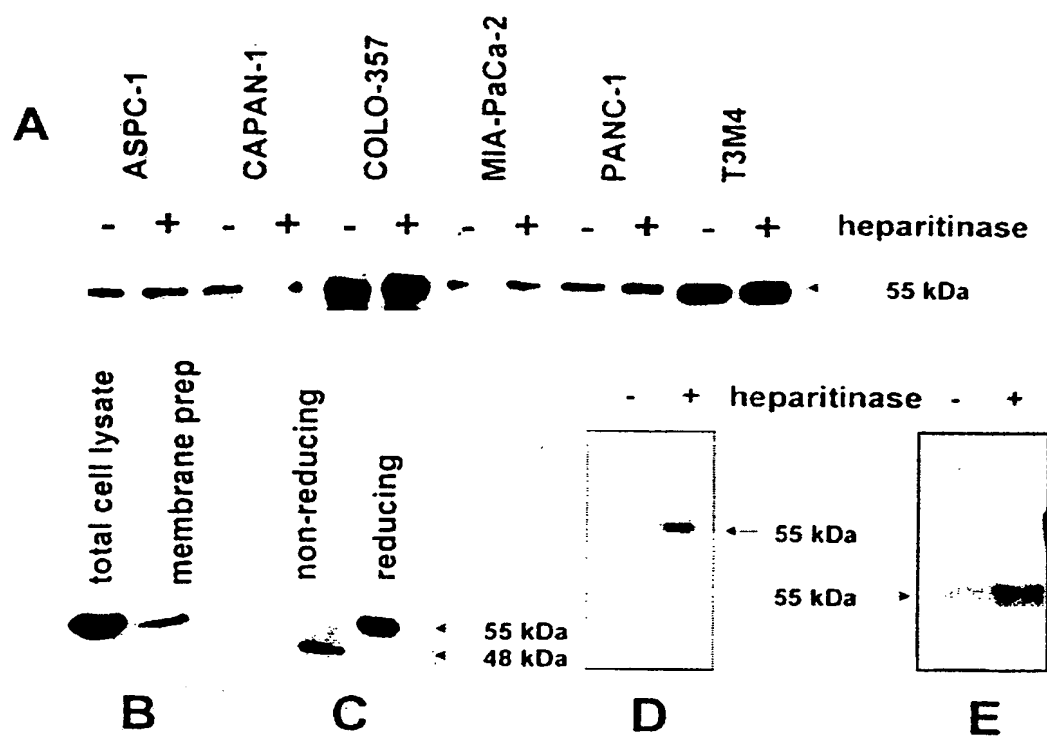 A
ASPC-1
CAPAN-1
COLO-357
MIA-PaCa-2
PANC-1
T3M4
- + - + - + - + - + - + heparitinase
55 kDa
total cell lysate
membrane prep
non-reducing
reducing
55 kDa
48 kDa
- + heparitinase - +
55 kDa
55 kDa
B C D E